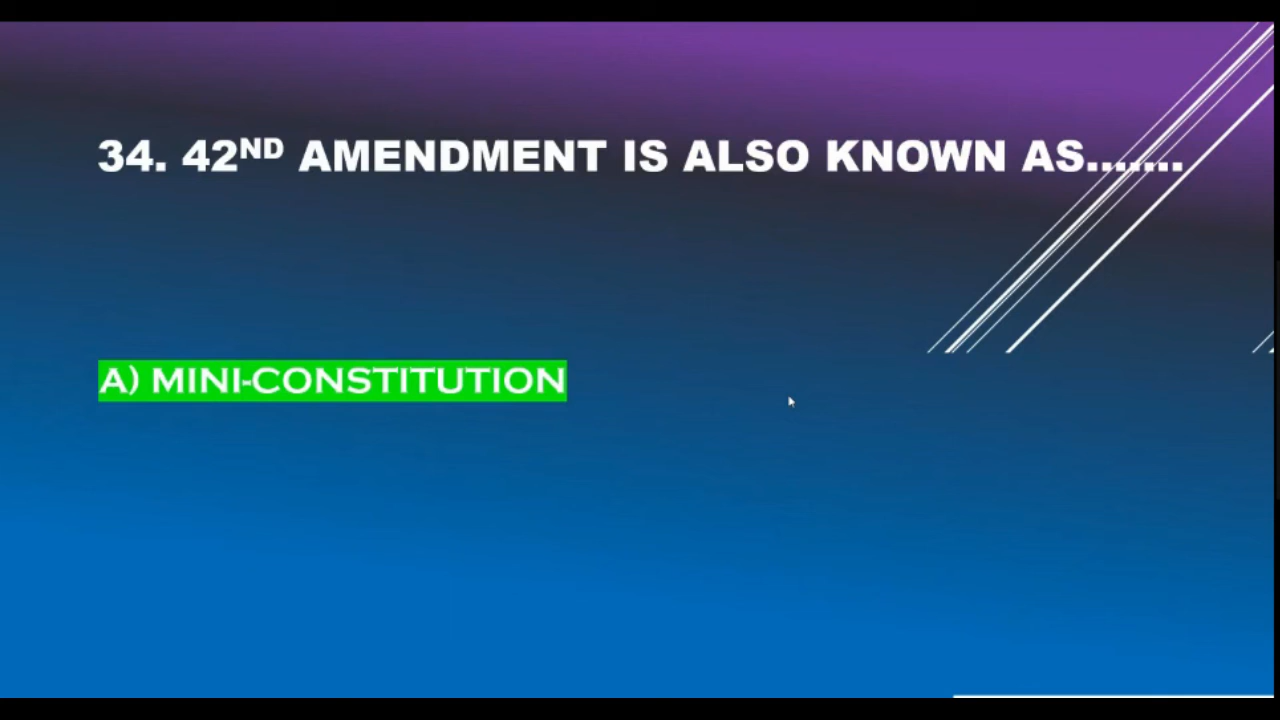 34. 42ND AMENDMENT IS ALSO KNOWN AS.......
A) MINI-CONSTITUTION